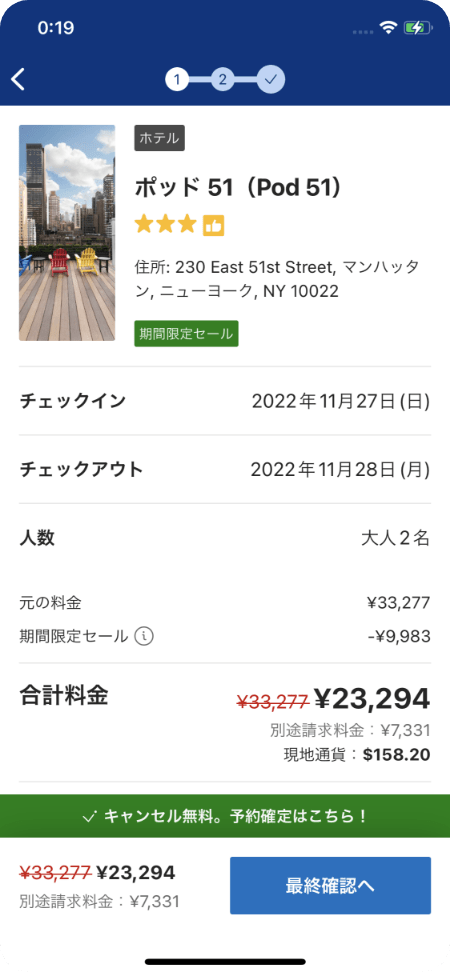 0:19
1
2
ホテル
ポッド 51（Pod 51）
住所: 230 East 51st Street, マンハッタ
ン, ニューヨーク, NY 10022
期間限定セール
チェックイン 2022年11月27日(日)
チェックアウト 2022年11月28日(月)
人数 大人2名
元の料金 ¥33,277
期間限定セール -¥9,983
合計料金 ¥33,277 ¥23,294
別途請求料金：¥7,331
現地通貨：$158.20
キャンセル無料。予約確定はこちら！
¥33,277 ¥23,294
別途請求料金：¥7,331
最終確認へ